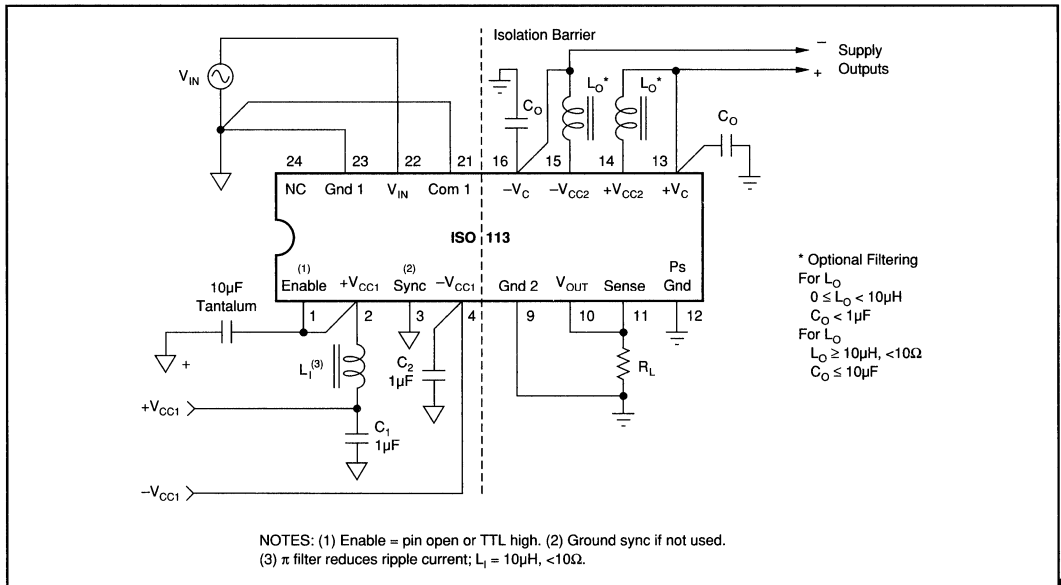 Isolation Barrier
− Supply
+ Outputs
V_IN
L_O* L_O*
C_O
C_O
24 23 22 21 16 15 14 13
NC Gnd 1 V_IN Com 1 −V_C −V_CC2 +V_CC2 +V_C
ISO 113
(1) (2) Ps
Enable +V_CC1 Sync −V_CC1 Gnd 2 V_OUT Sense Gnd
1 2 3 4 9 10 11 12
10µF
Tantalum
+
L_I(3)
C_2
1µF
R_L
+V_CC1
C_1
1µF
−V_CC1
* Optional Filtering
For L_O
0 ≤ L_O < 10µH
C_O < 1µF
For L_O
L_O ≥ 10µH, <10Ω
C_O ≤ 10µF
NOTES: (1) Enable = pin open or TTL high. (2) Ground sync if not used.
(3) π filter reduces ripple current; L_I = 10µH, <10Ω.